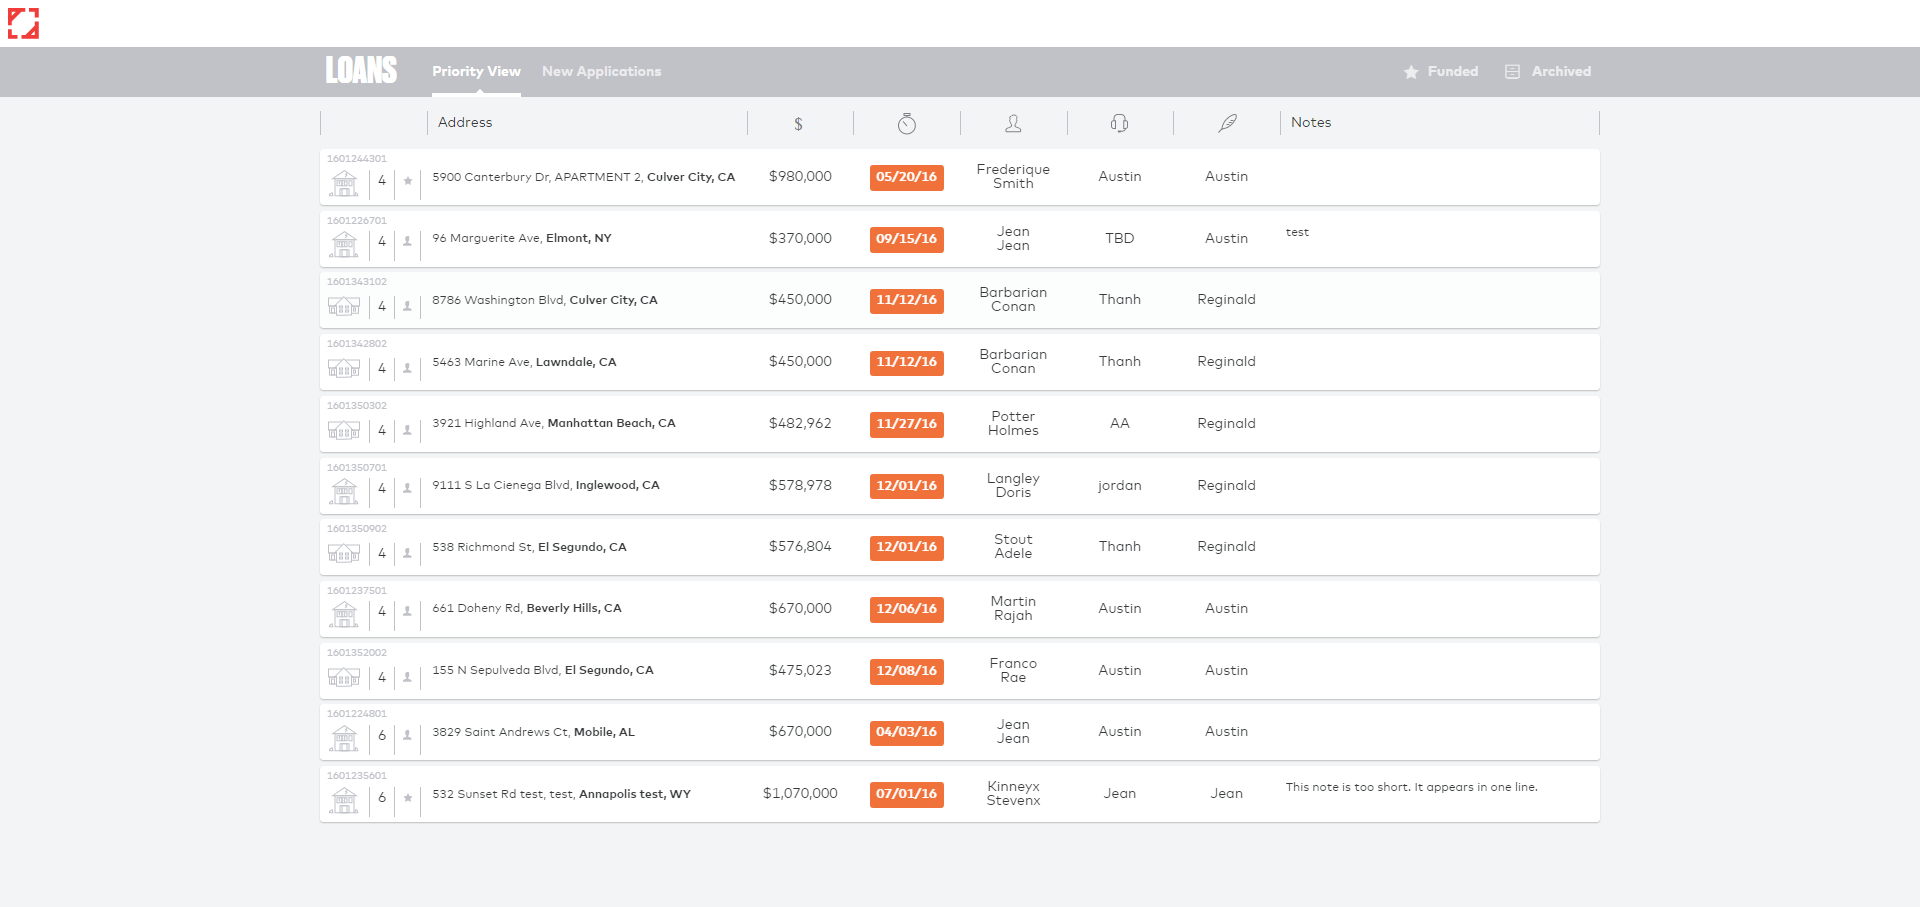 LOANS Priority View New Applications Funded Archived
Address $ Notes
1601244301
4 5900 Canterbury Dr, APARTMENT 2, Culver City, CA $980,000 05/20/16 Frederique Smith Austin Austin
1601226701
4 96 Marguerite Ave, Elmont, NY $370,000 09/15/16 Jean Jean TBD Austin test
1601343102
4 8786 Washington Blvd, Culver City, CA $450,000 11/12/16 Barbarian Conan Thanh Reginald
1601342802
4 5463 Marine Ave, Lawndale, CA $450,000 11/12/16 Barbarian Conan Thanh Reginald
1601350302
4 3921 Highland Ave, Manhattan Beach, CA $482,962 11/27/16 Potter Holmes AA Reginald
1601350701
4 9111 S La Cienega Blvd, Inglewood, CA $578,978 12/01/16 Langley Doris jordan Reginald
1601350902
4 538 Richmond St, El Segundo, CA $576,804 12/01/16 Stout Adele Thanh Reginald
1601237501
4 661 Doheny Rd, Beverly Hills, CA $670,000 12/06/16 Martin Rajah Austin Austin
1601352002
4 155 N Sepulveda Blvd, El Segundo, CA $475,023 12/08/16 Franco Rae Austin Austin
1601224801
6 3829 Saint Andrews Ct, Mobile, AL $670,000 04/03/16 Jean Jean Austin Austin
1601235601
6 532 Sunset Rd test, test, Annapolis test, WY $1,070,000 07/01/16 Kinneyx Stevenx Jean Jean This note is too short. It appears in one line.